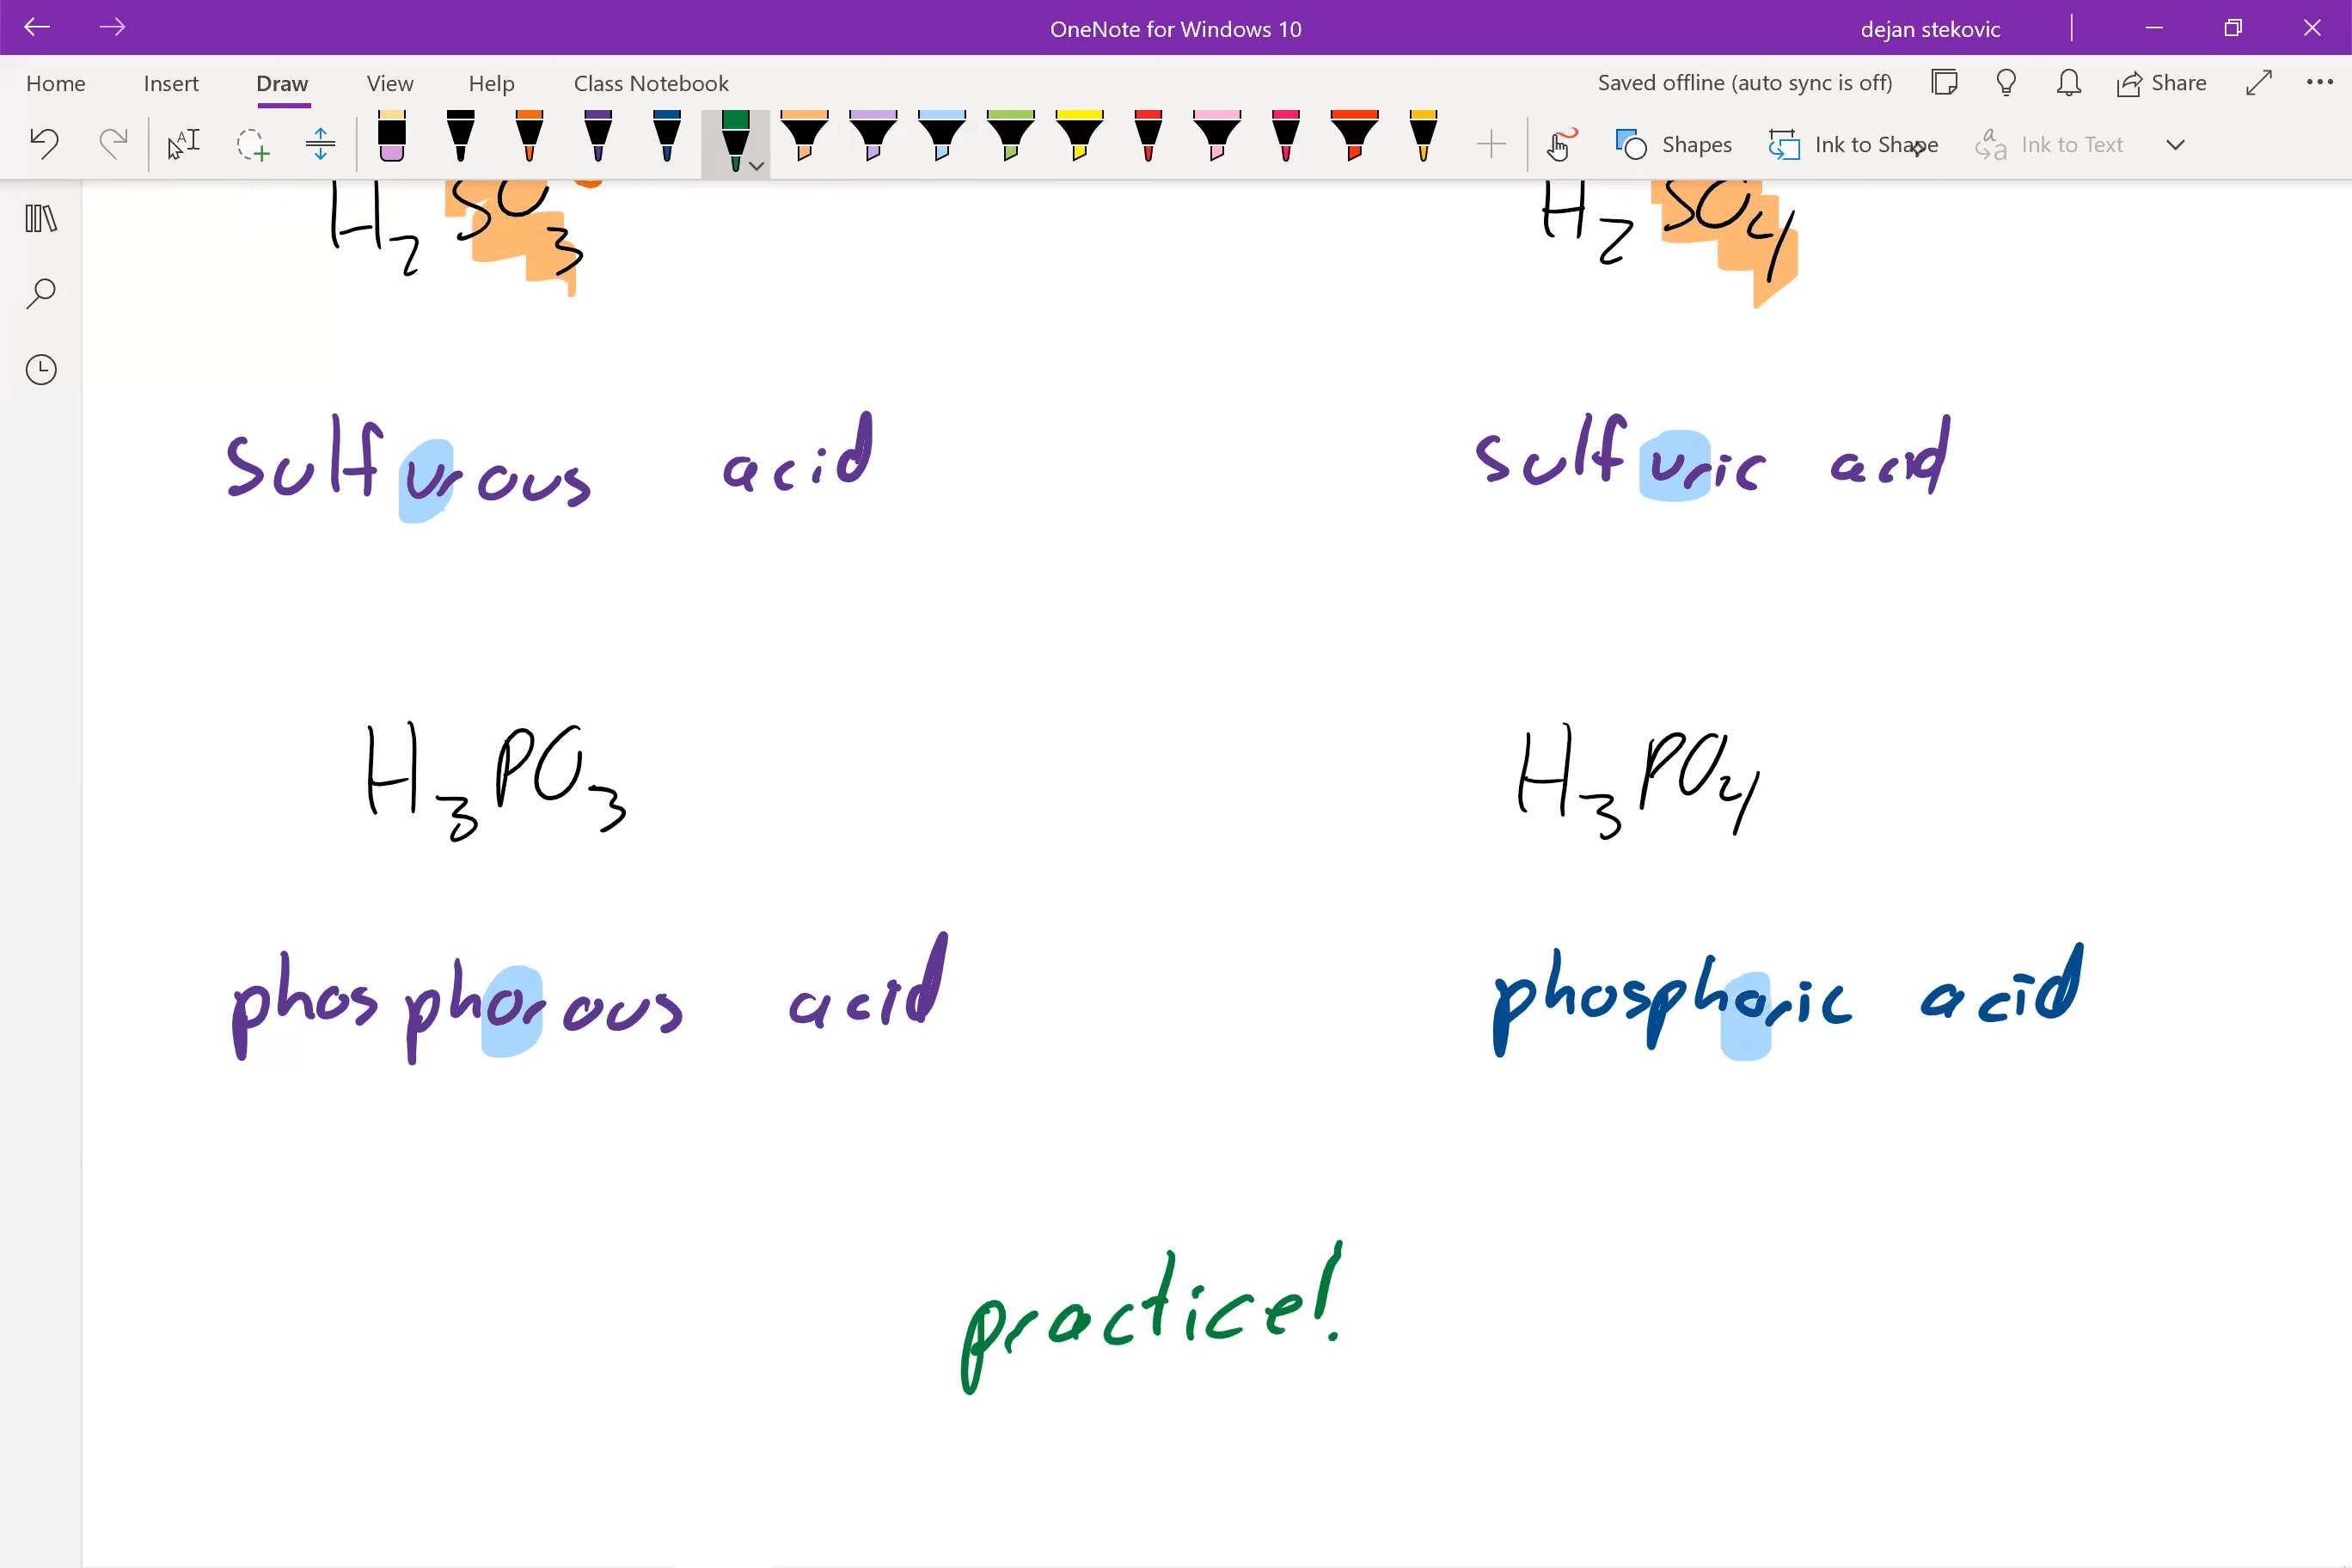 OneNote for Windows 10 dejan stekovic
Home Insert Draw View Help Class Notebook Saved offline (auto sync is off) Share
Shapes Ink to Shape Ink to Text
H₂SO₃ H₂SO₄
Sulfurous acid sulfuric acid
H₃PO₃ H₃PO₄
phosphorous acid phosphoric acid
practice!